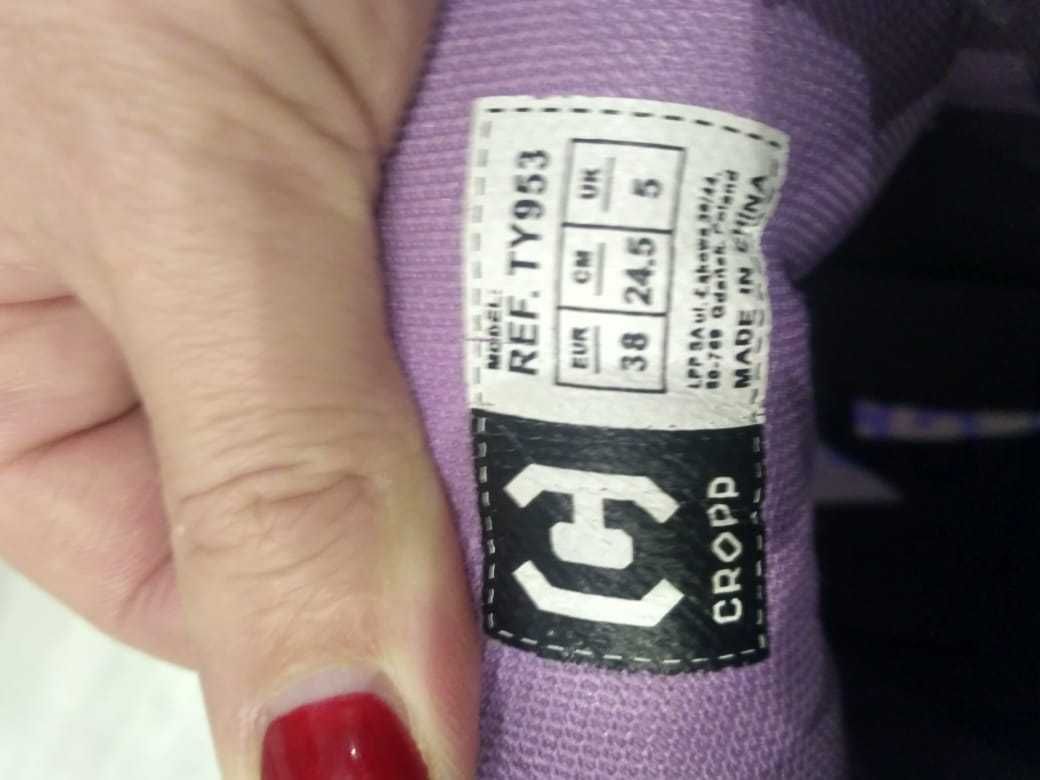 MODEL:
REF. TY953
EUR CM UK
38 24.5 5
LPP SA ul. Łąkowa 39/44,
80-769 Gdańsk, Poland
MADE IN CHINA
CROPP